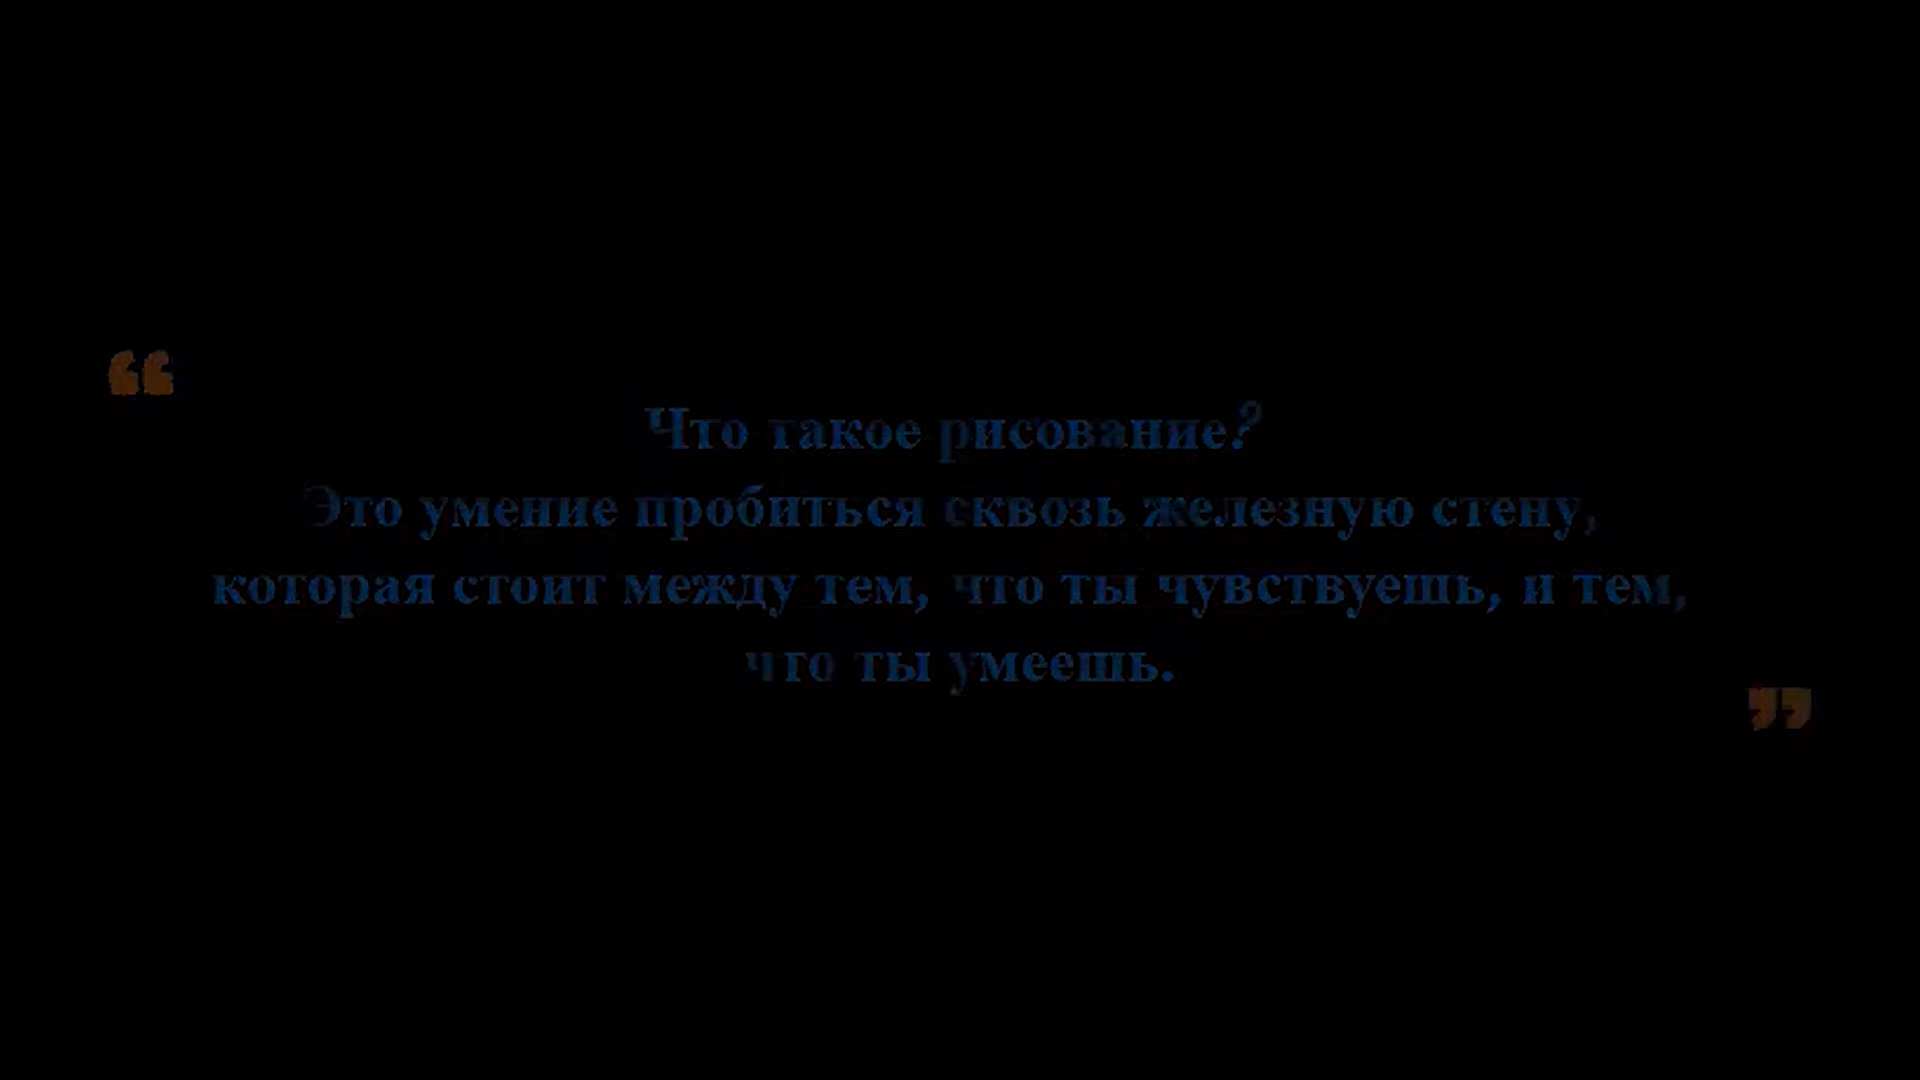 “
Что такое рисование?
Это умение пробиться сквозь железную стену,
которая стоит между тем, что ты чувствуешь, и тем,
что ты умеешь.
”